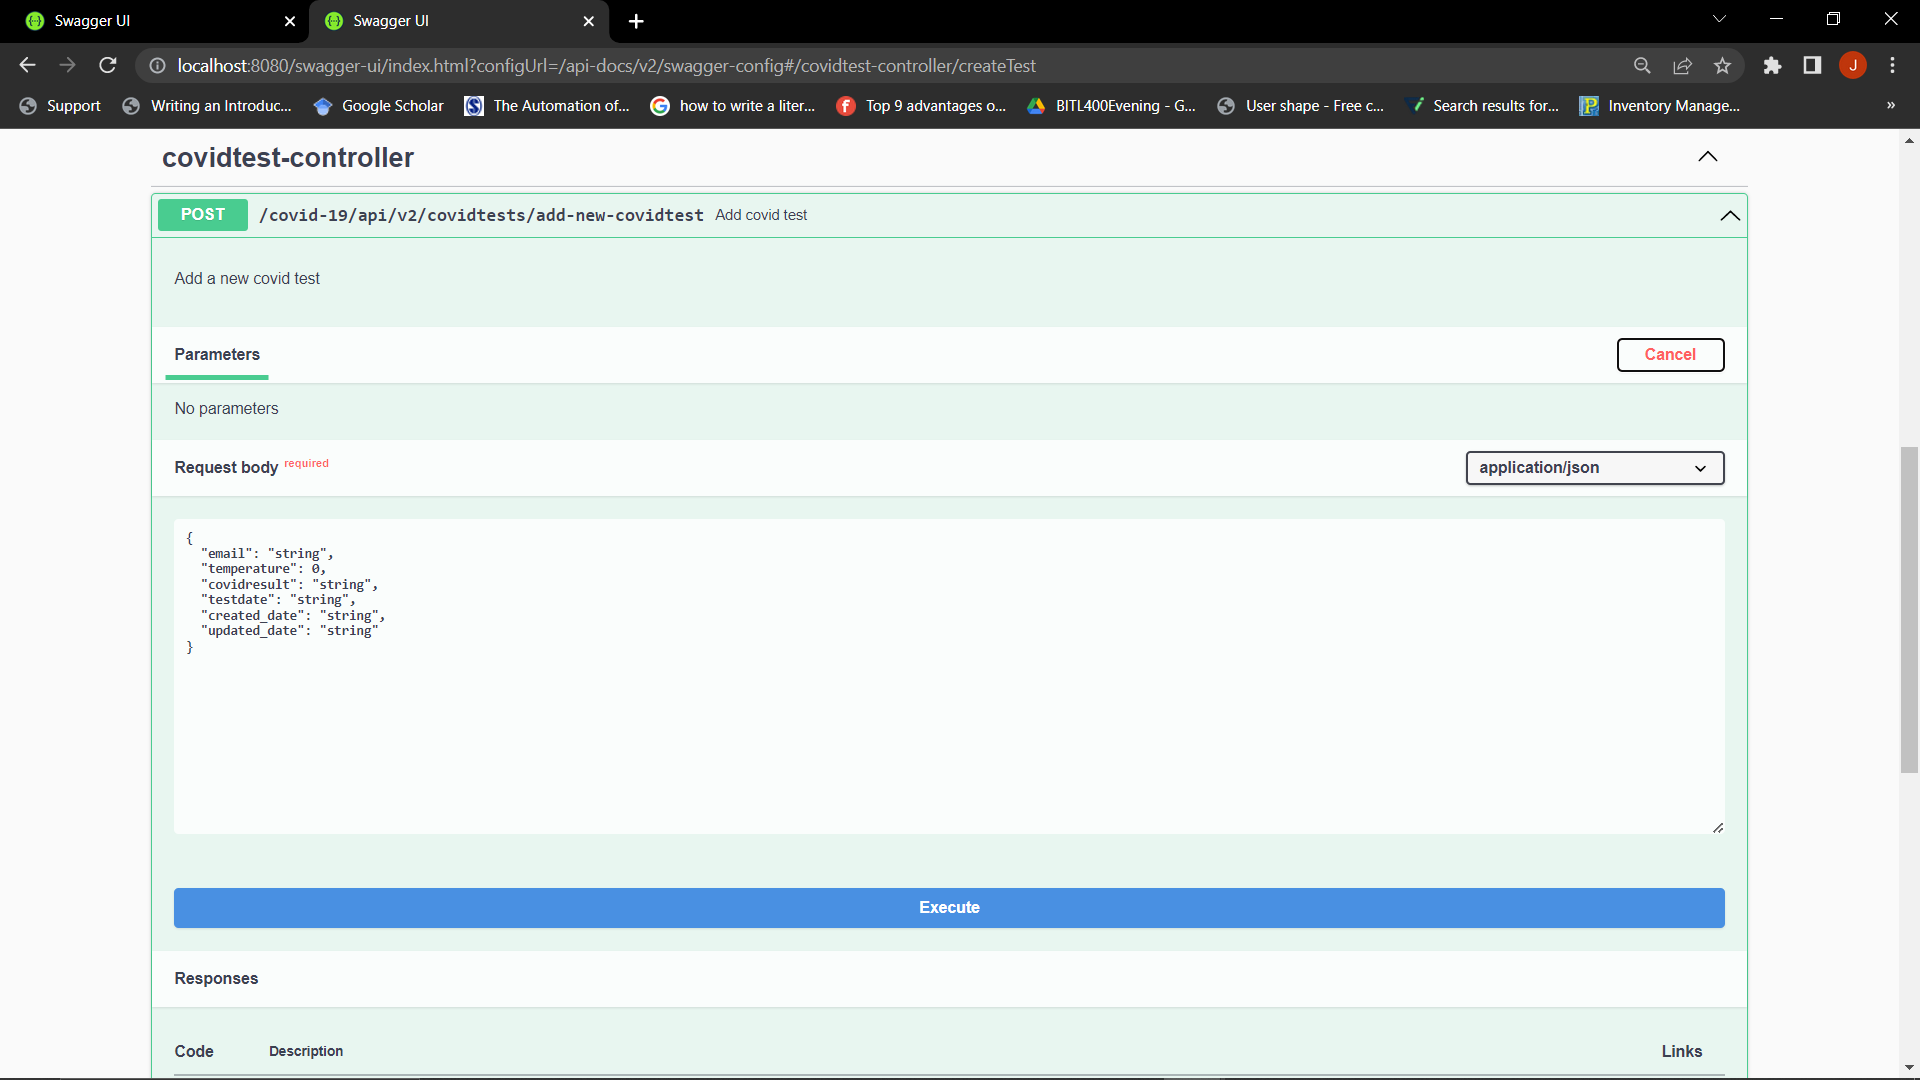 Swagger UI
Swagger UI
localhost:8080/swagger-ui/index.html?configUrl=/api-docs/v2/swagger-config#/covidtest-controller/createTest
J
Support
Writing an Introduc...
Google Scholar
The Automation of...
how to write a liter...
Top 9 advantages o...
BITL400Evening - G...
User shape - Free c...
Search results for...
Inventory Manage...
»
covidtest-controller
POST /covid-19/api/v2/covidtests/add-new-covidtest Add covid test
Add a new covid test
Parameters
Cancel
No parameters
Request body required
application/json
{
"email": "string",
"temperature": 0,
"covidresult": "string",
"testdate": "string",
"created_date": "string",
"updated_date": "string"
}
Execute
Responses
Code Description Links